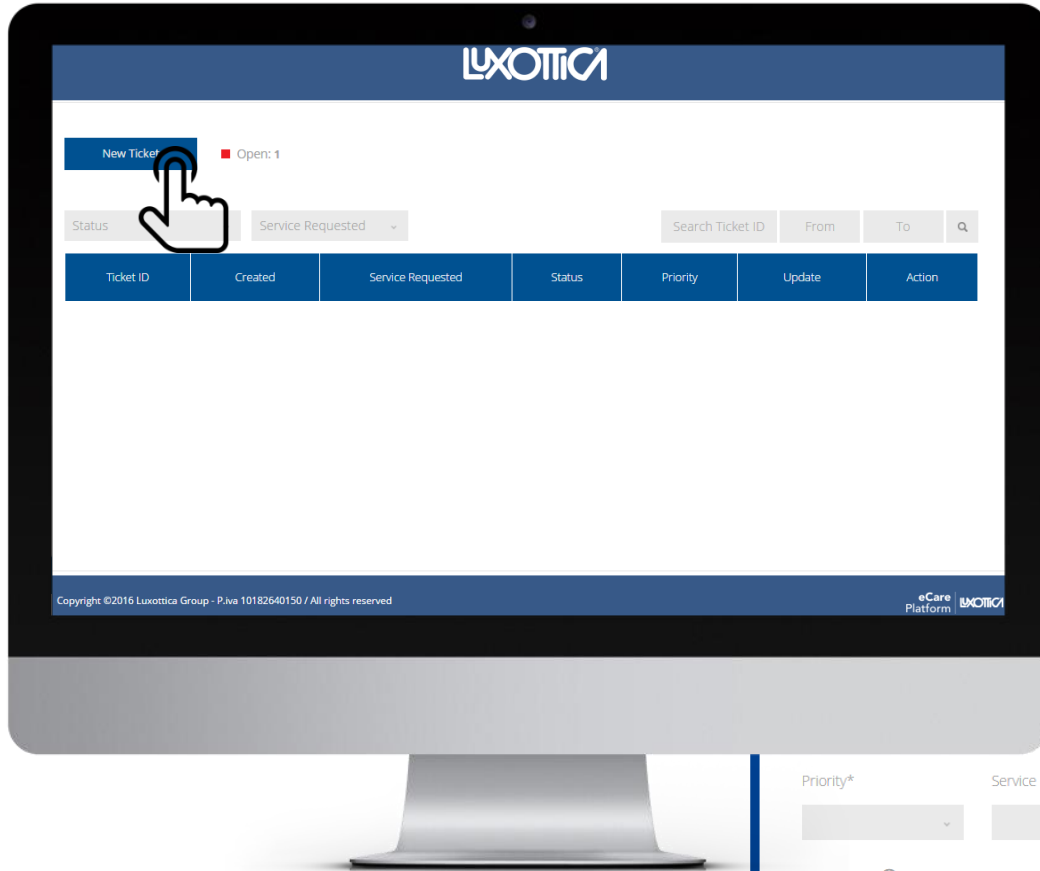 LUXOTTICA
New Ticket
Open: 1
Status
Service Requested
Search Ticket ID
From
To
Ticket ID
Created
Service Requested
Status
Priority
Update
Action
Copyright ©2016 Luxottica Group - P.iva 10182640150 / All rights reserved
eCare
Platform
LUXOTTICA
Priority*
Service